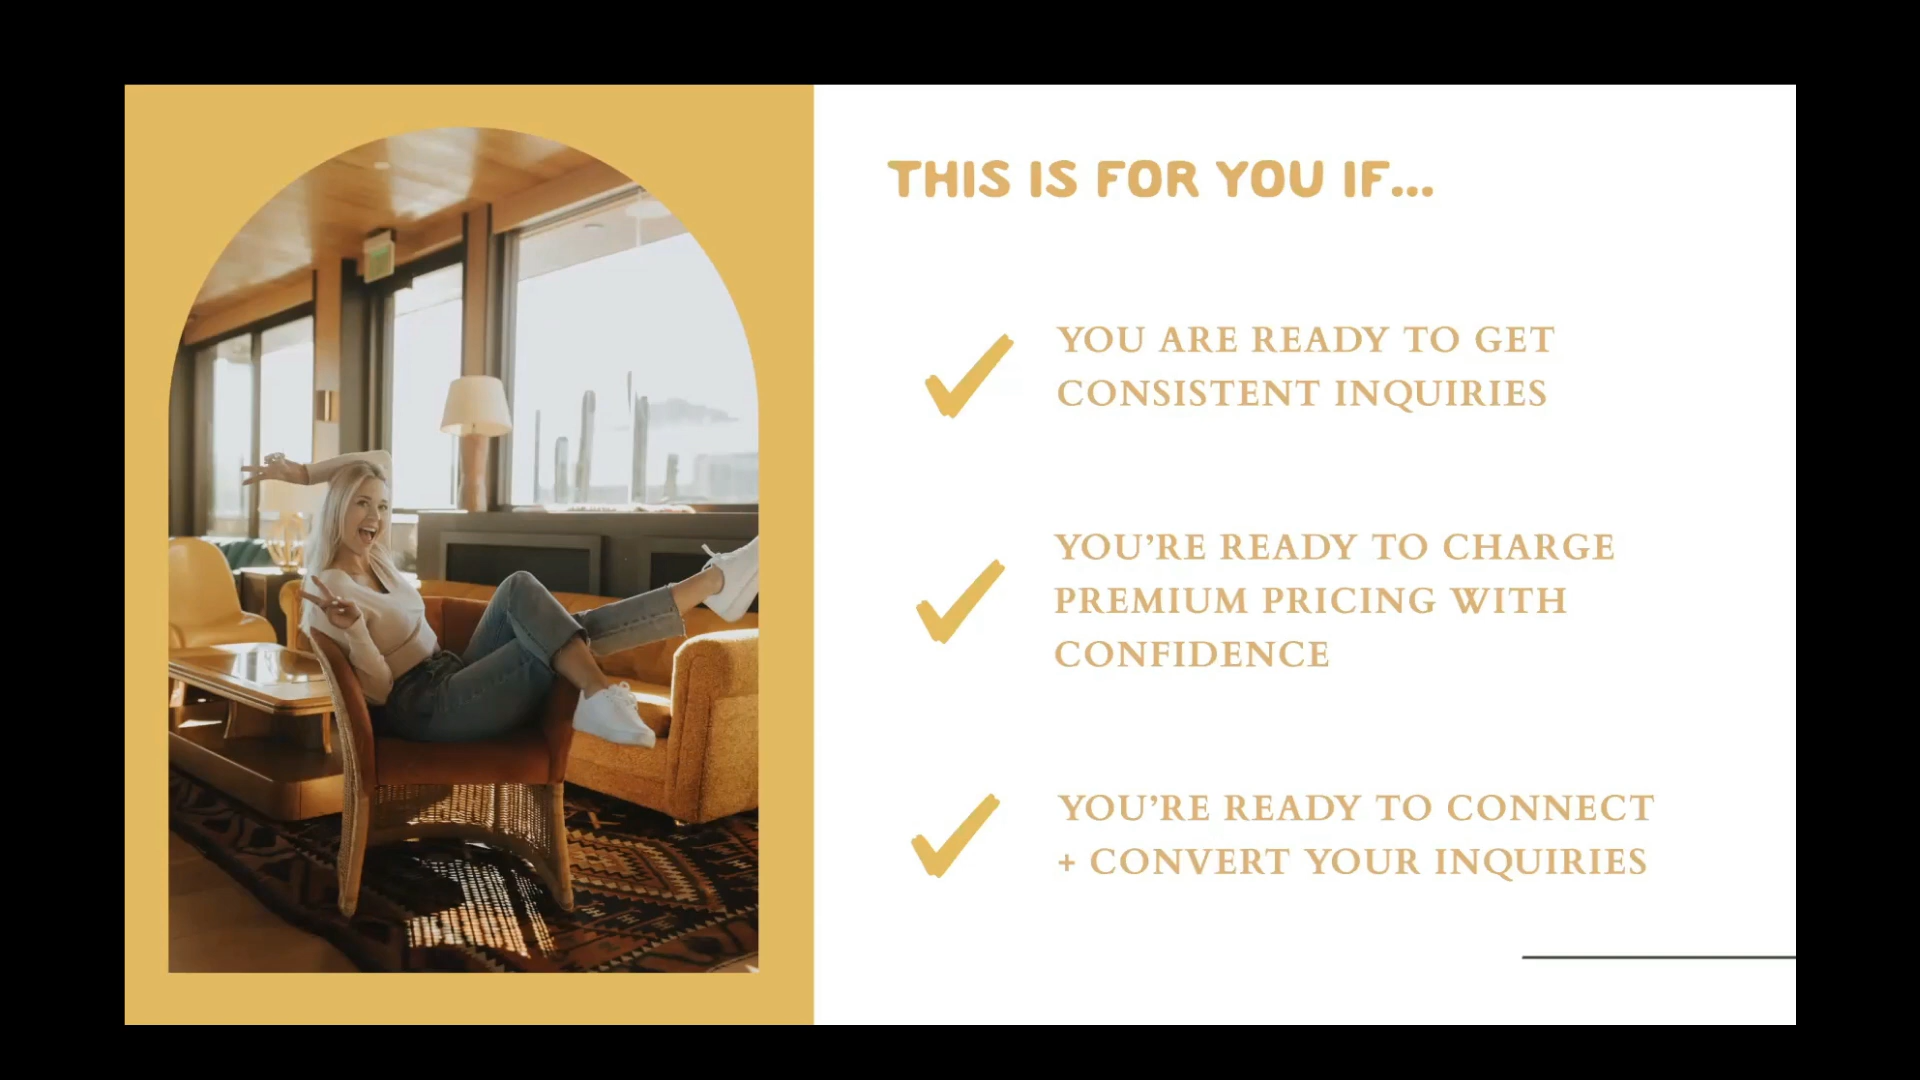 THIS IS FOR YOU IF...
YOU ARE READY TO GET
CONSISTENT INQUIRIES
YOU'RE READY TO CHARGE
PREMIUM PRICING WITH
CONFIDENCE
YOU'RE READY TO CONNECT
+ CONVERT YOUR INQUIRIES